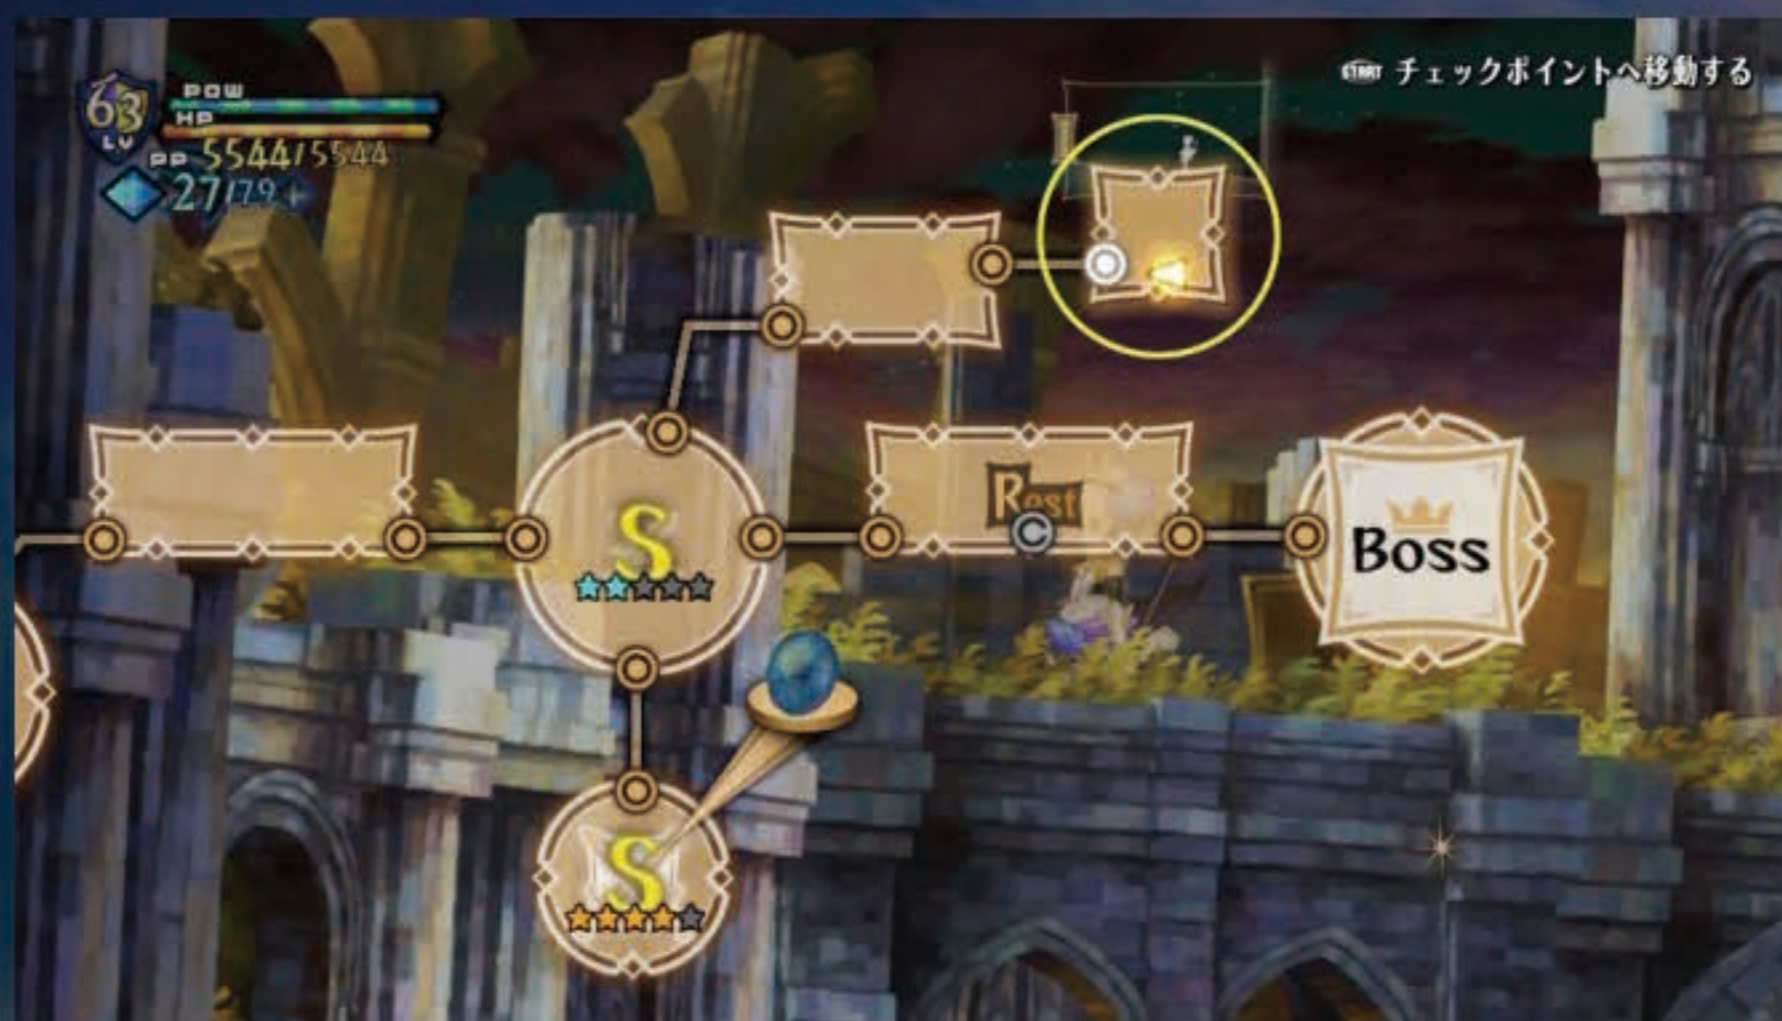 START チェックポイントへ移動する
63
LV
POW
HP
PP 5544/5544
27/79+
Rest
C
Boss
S
S